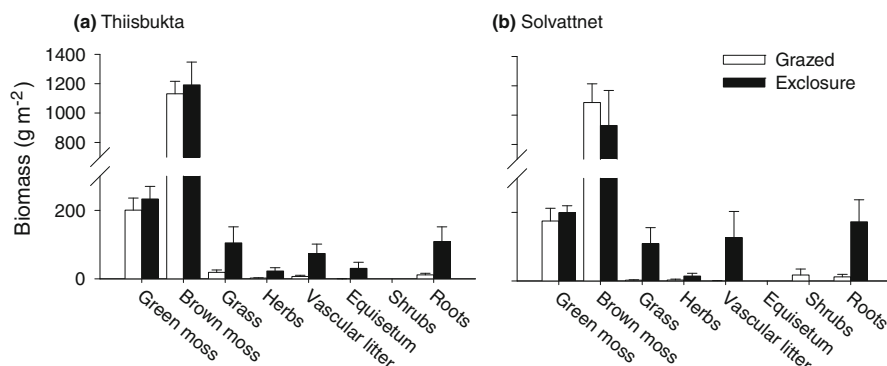 (a) Thiisbukta
(b) Solvattnet
Grazed
Exclosure
Biomass (g m-2)
1400
1200
1000
800
200
0
Green moss
Brown moss
Grass
Herbs
Vascular litter
Equisetum
Shrubs
Roots
Green moss
Brown moss
Grass
Herbs
Vascular litter
Equisetum
Shrubs
Roots